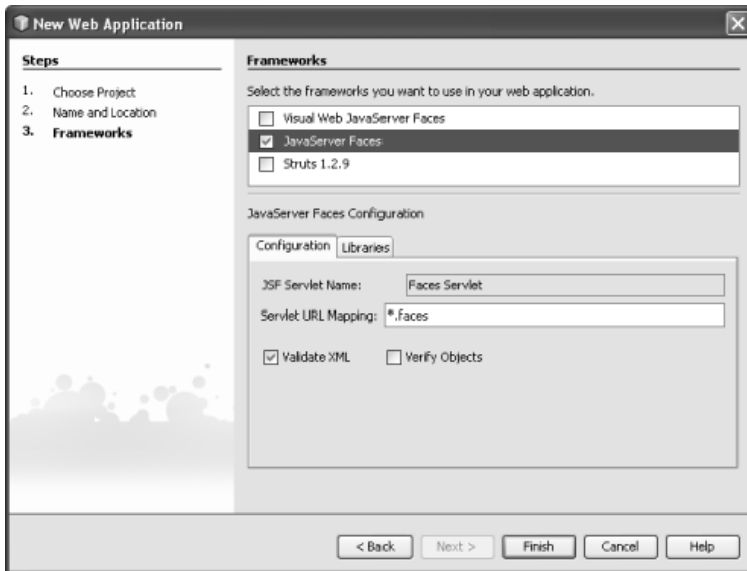 New Web Application
Steps
1. Choose Project
2. Name and Location
3. Frameworks
Frameworks
Select the frameworks you want to use in your web application.
Visual Web JavaServer Faces
JavaServer Faces
Struts 1.2.9
JavaServer Faces Configuration
Configuration Libraries
JSF Servlet Name: Faces Servlet
Servlet URL Mapping: *.faces
Validate XML Verify Objects
< Back Next > Finish Cancel Help